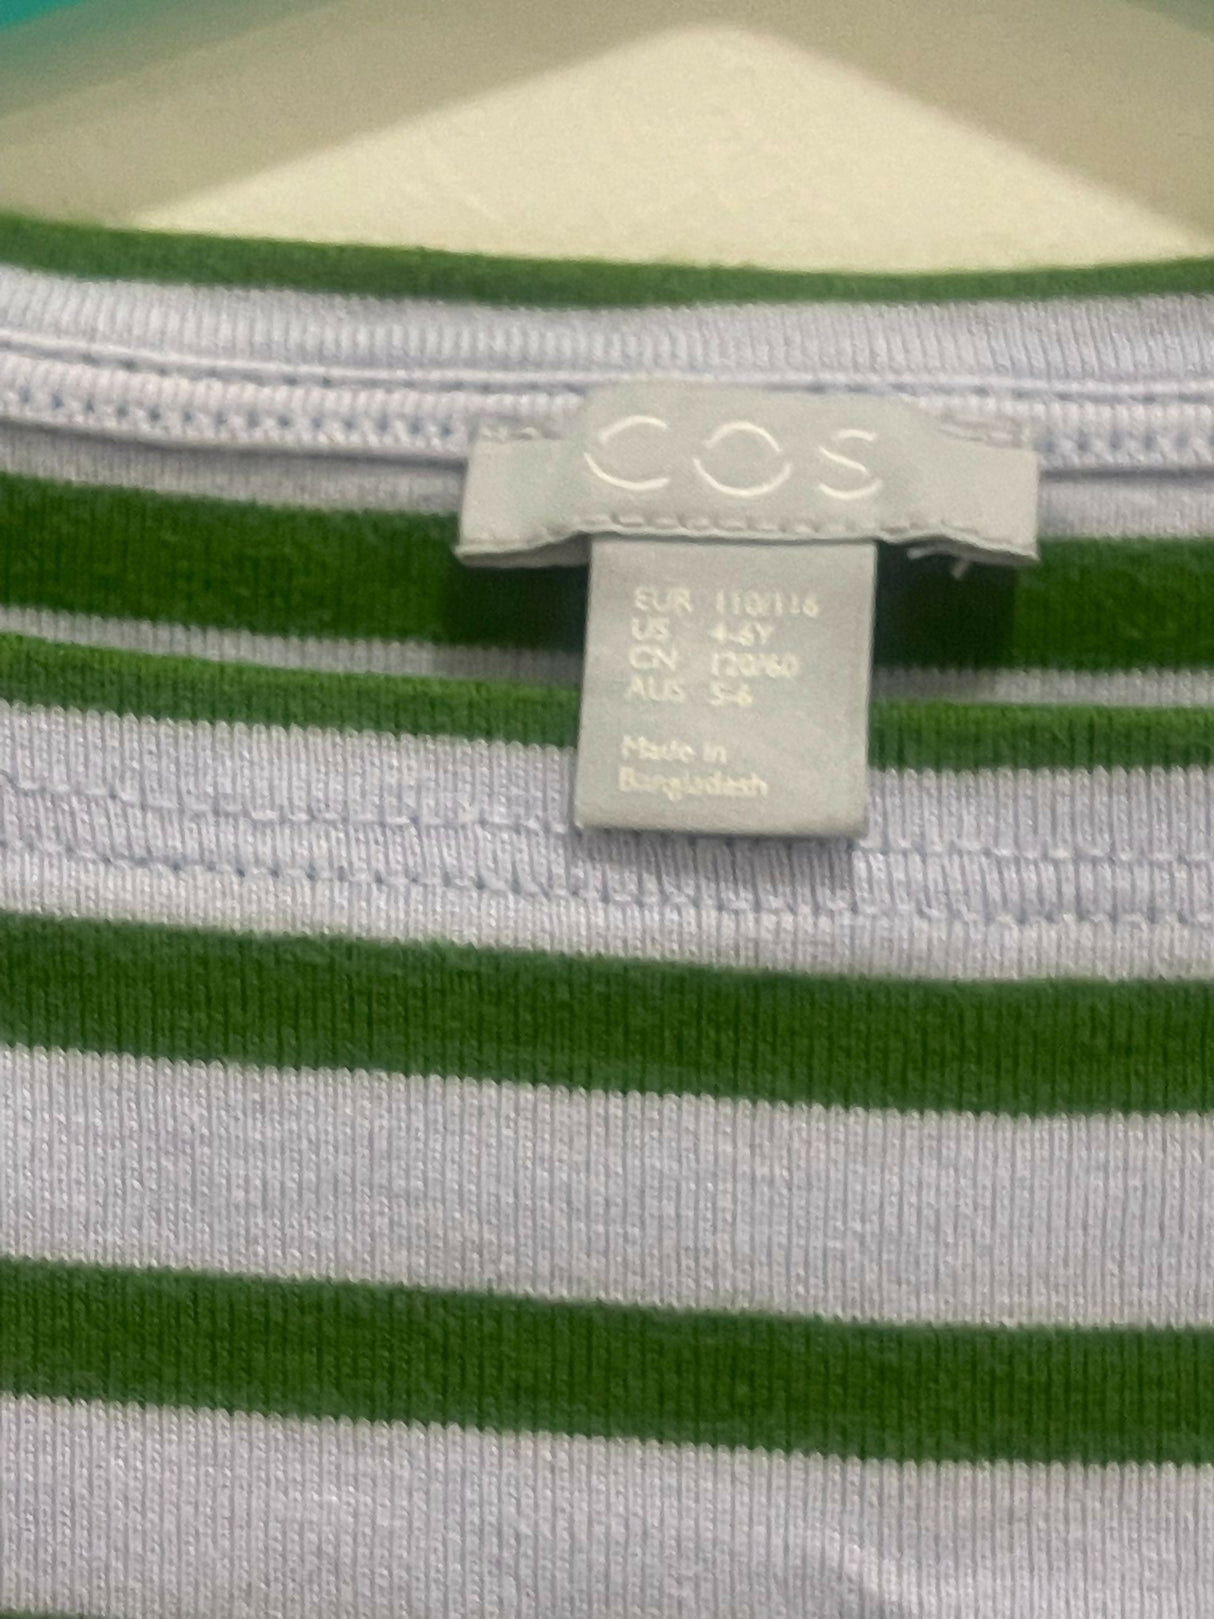 COS
EUR 110/116
US 4-6Y
CN 120/60
AUS 5-6
Made in
Bangladesh